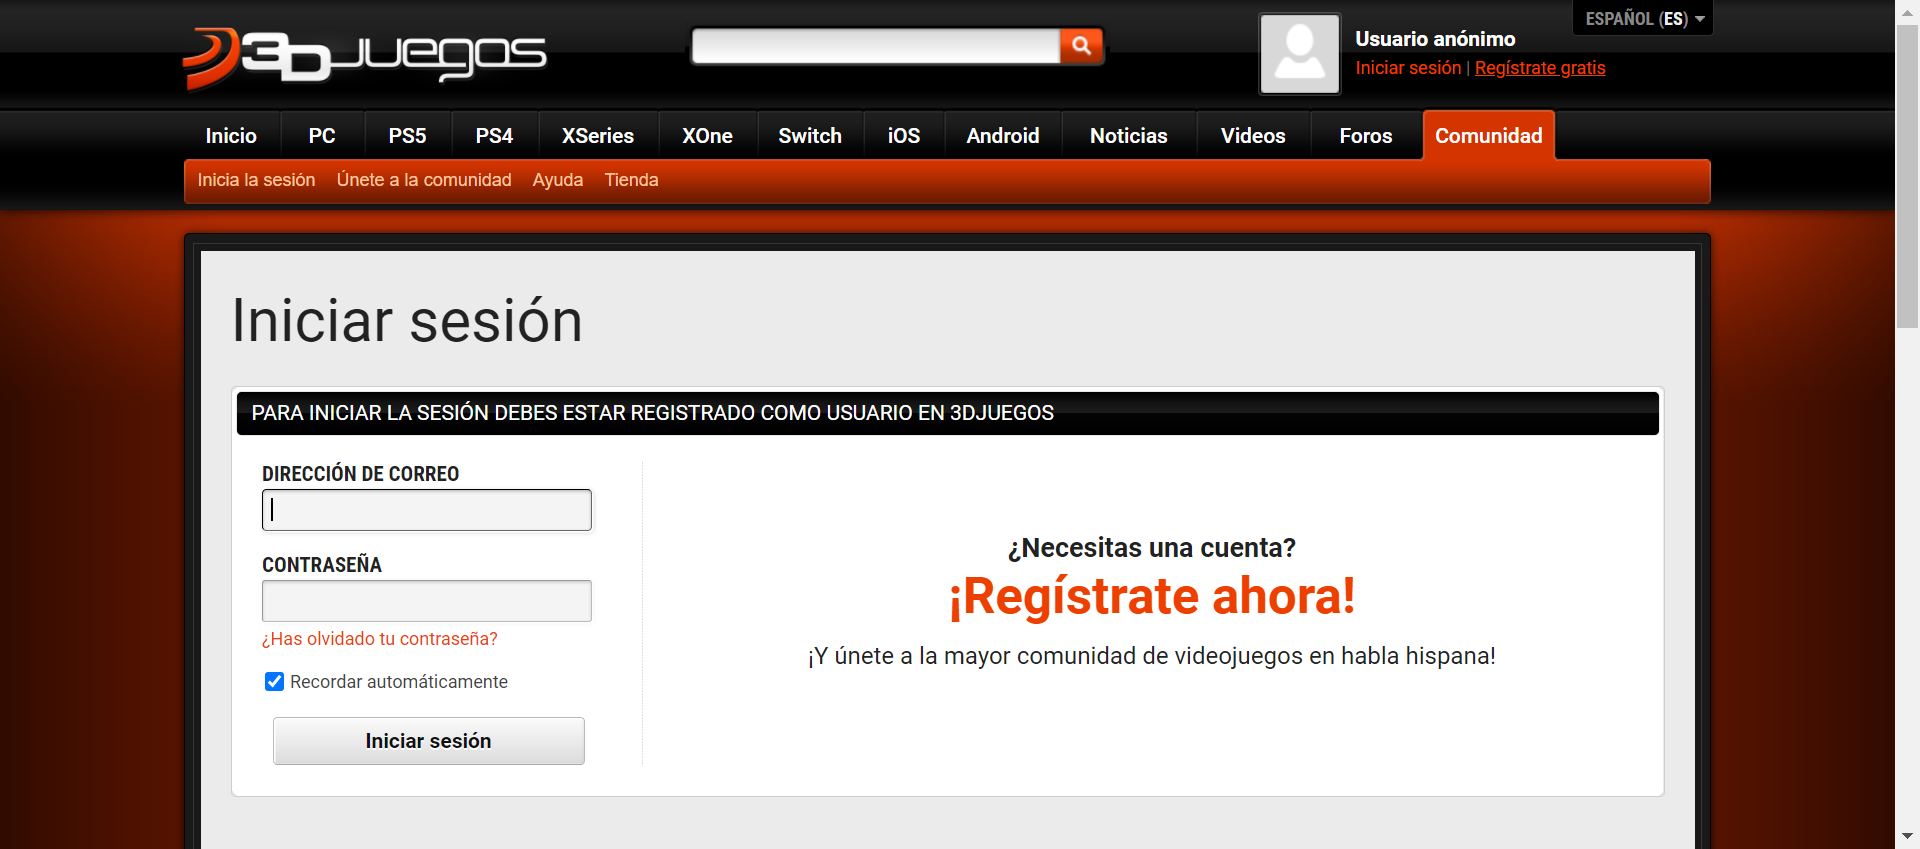 3DJUEGOS
ESPAÑOL (ES)
Usuario anónimo
Iniciar sesión | Regístrate gratis
Inicio PC PS5 PS4 XSeries XOne Switch iOS Android Noticias Videos Foros Comunidad
Inicia la sesión Únete a la comunidad Ayuda Tienda
Iniciar sesión
PARA INICIAR LA SESIÓN DEBES ESTAR REGISTRADO COMO USUARIO EN 3DJUEGOS
DIRECCIÓN DE CORREO
CONTRASEÑA
¿Has olvidado tu contraseña?
Recordar automáticamente
Iniciar sesión
¿Necesitas una cuenta?
¡Regístrate ahora!
¡Y únete a la mayor comunidad de videojuegos en habla hispana!